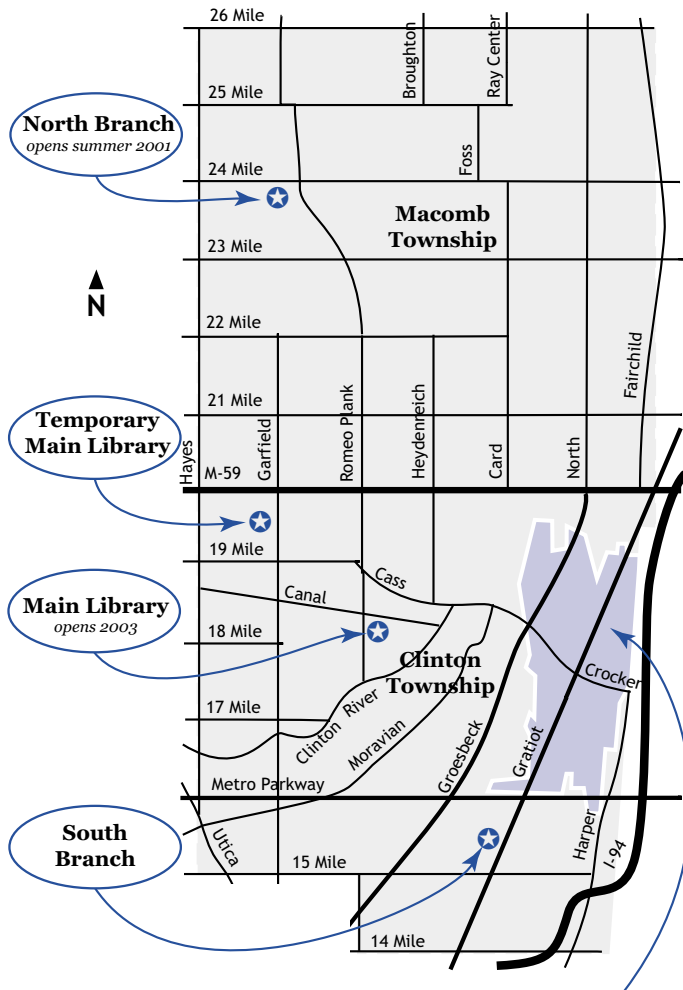 26 Mile
Broughton
Ray Center
25 Mile
North Branch
opens summer 2001
Foss
24 Mile
Macomb
Township
23 Mile
N
22 Mile
Fairchild
21 Mile
Temporary
Main Library
Hayes
Garfield
Romeo Plank
Heydenreich
Card
North
M-59
19 Mile
Cass
Canal
Main Library
opens 2003
18 Mile
Clinton
Township
Crocker
17 Mile
Clinton River
Moravian
Groesbeck
Gratiot
Metro Parkway
South
Branch
Utica
Harper
I-94
15 Mile
14 Mile